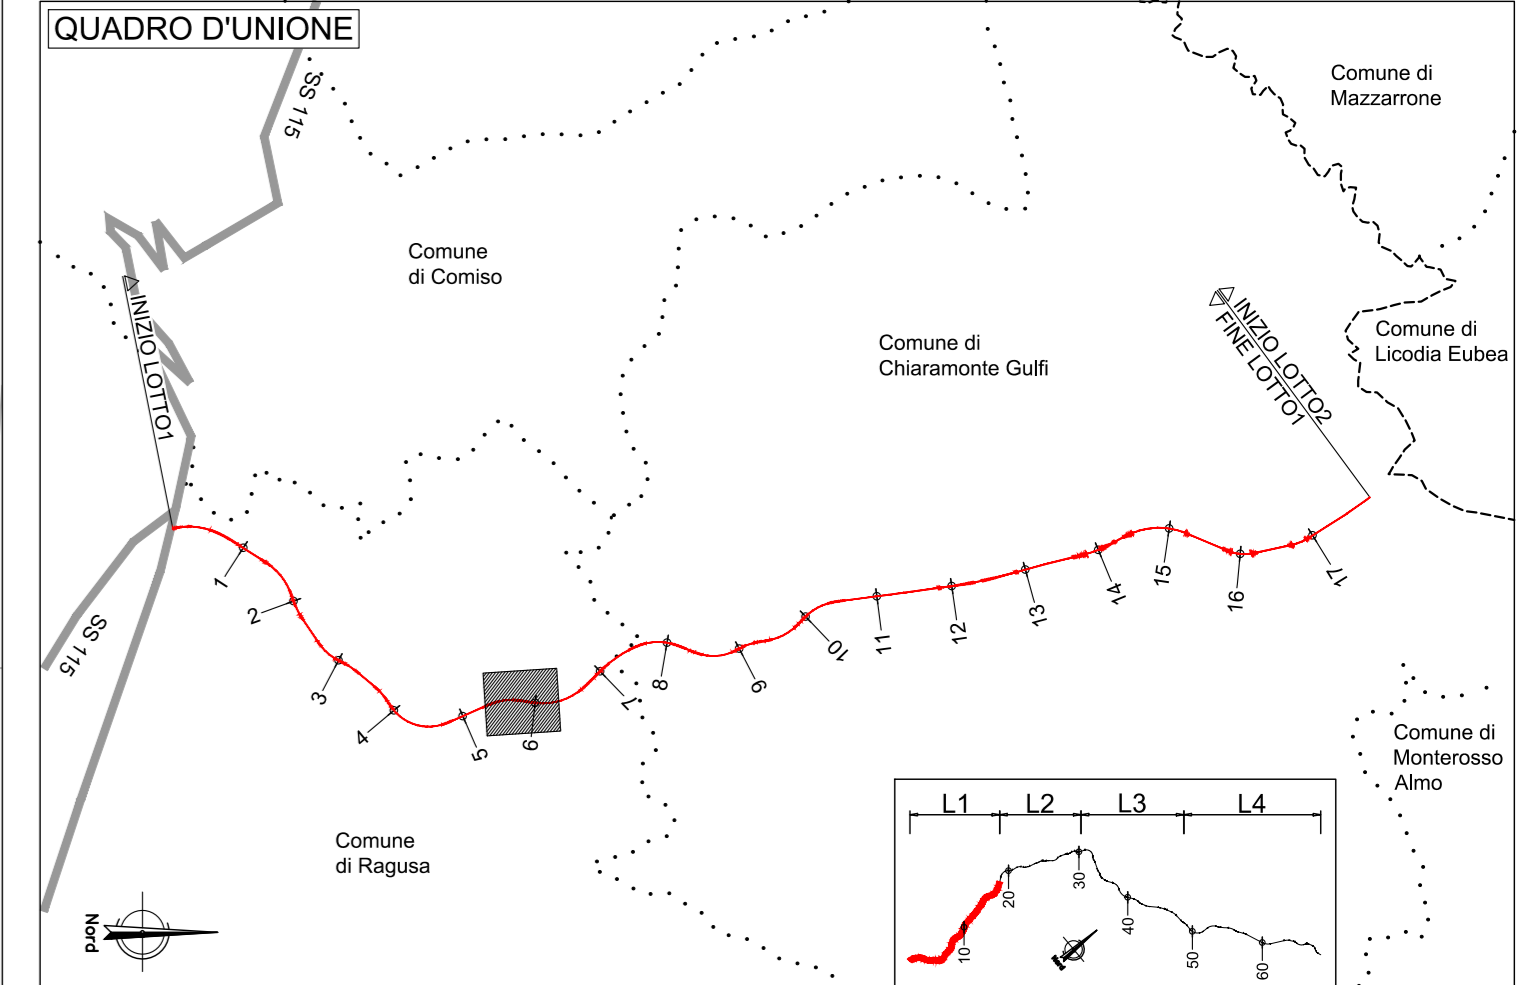 QUADRO D'UNIONE
SS 115
Comune di
Mazzarrone
Comune
di Comiso
INIZIO LOTTO1
Comune di
Chiaramonte Gulfi
INIZIO LOTTO2
FINE LOTTO1
Comune di
Licodia Eubea
1
2
3
4
5
6
7
8
9
10
11
12
13
14
15
16
17
SS 115
Comune
di Ragusa
Comune di
Monterosso
Almo
Nord
L1 L2 L3 L4
10
20
30
40
50
60
Nord